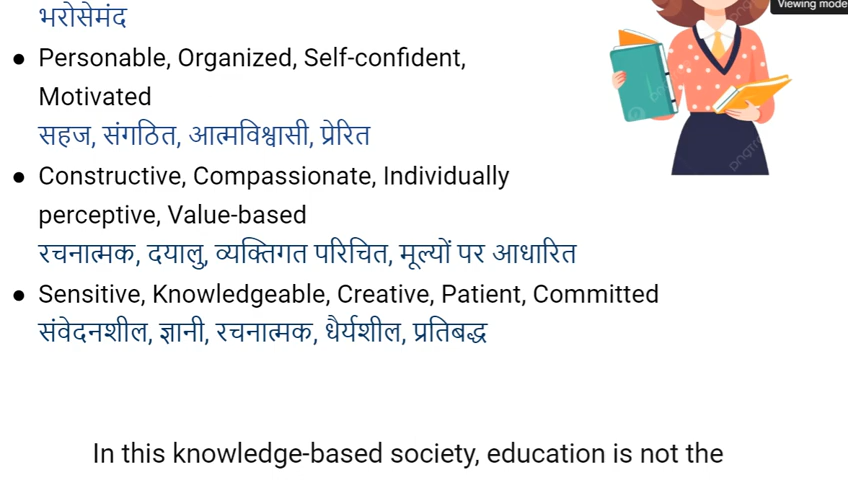 Viewing mode
भरोसेमंद
● Personable, Organized, Self-confident,
Motivated
सहज, संगठित, आत्मविश्वासी, प्रेरित
● Constructive, Compassionate, Individually
perceptive, Value-based
रचनात्मक, दयालु, व्यक्तिगत परिचित, मूल्यों पर आधारित
● Sensitive, Knowledgeable, Creative, Patient, Committed
संवेदनशील, ज्ञानी, रचनात्मक, धैर्यशील, प्रतिबद्ध
In this knowledge-based society, education is not the